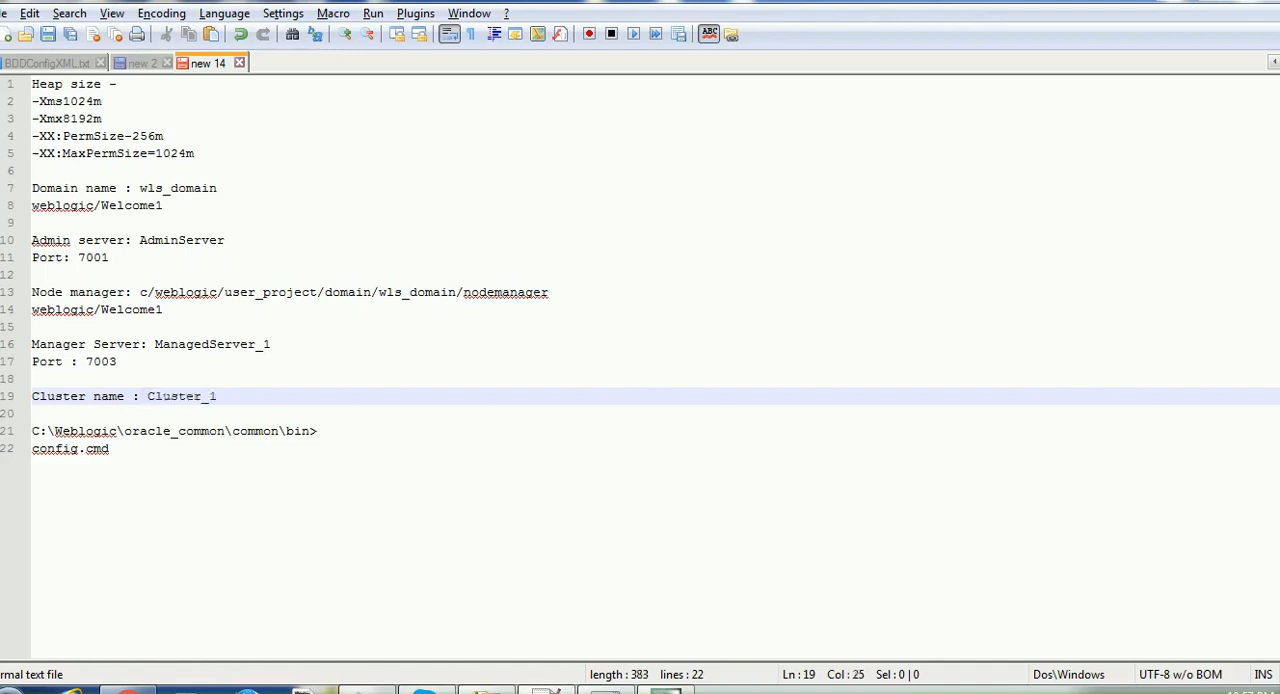 le Edit Search View Encoding Language Settings Macro Run Plugins Window ?
ABC
BDDConfigXML.txt new 2 new 14
1 Heap size -
2 -Xms1024m
3 -Xmx8192m
4 -XX:PermSize-256m
5 -XX:MaxPermSize=1024m
6
7 Domain name : wls_domain
8 weblogic/Welcome1
9
10 Admin server: AdminServer
11 Port: 7001
12
13 Node manager: c/weblogic/user_project/domain/wls_domain/nodemanager
14 weblogic/Welcome1
15
16 Manager Server: ManagedServer_1
17 Port : 7003
18
19 Cluster name : Cluster_1
20
21 C:\Weblogic\oracle_common\common\bin>
22 config.cmd
rmal text file length : 383 lines : 22 Ln : 19 Col : 25 Sel : 0 | 0 Dos\Windows UTF-8 w/o BOM INS